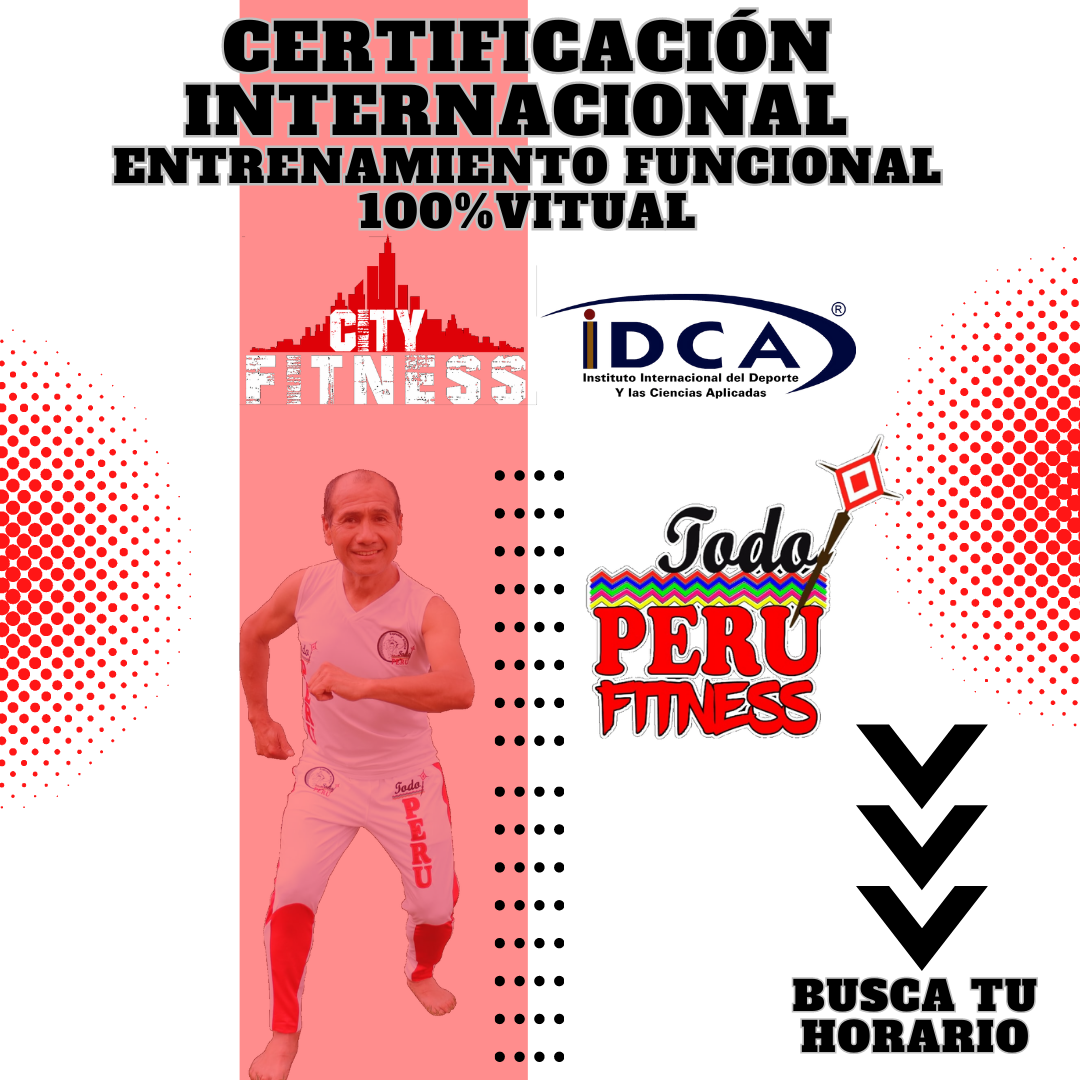 CERTIFICACIÓN
INTERNACIONAL
ENTRENAMIENTO FUNCIONAL
100%VITUAL
CITY
FITNESS
iDCA®
Instituto Internacional del Deporte
Y las Ciencias Aplicadas
Todo
PERU
FITNESS
Todo
PERU
BUSCA TU
HORARIO